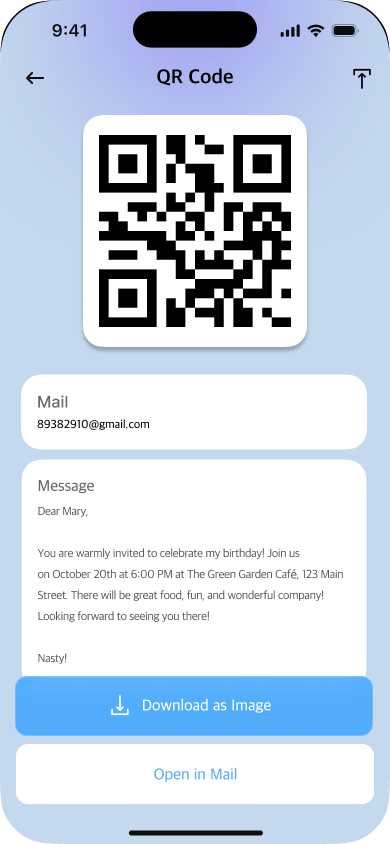 9:41
QR Code
Mail
89382910@gmail.com
Message
Dear Mary,
You are warmly invited to celebrate my birthday! Join us
on October 20th at 6:00 PM at The Green Garden Café, 123 Main
Street. There will be great food, fun, and wonderful company!
Looking forward to seeing you there!
Nasty!
Download as Image
Open in Mail